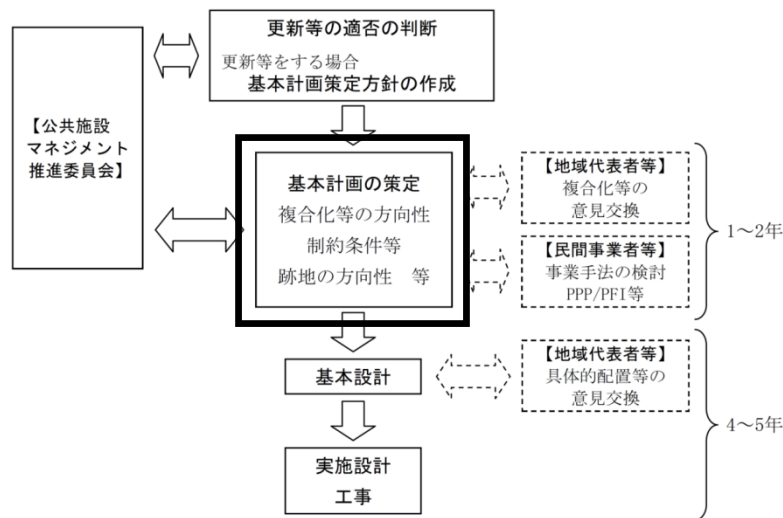 更新等の適否の判断
更新等をする場合
基本計画策定方針の作成
【公共施設
マネジメント
推進委員会】
基本計画の策定
複合化等の方向性
制約条件等
跡地の方向性　等
【地域代表者等】
複合化等の
意見交換
【民間事業者等】
事業手法の検討
PPP/PFI等
1～2年
基本設計
【地域代表者等】
具体的配置等の
意見交換
4～5年
実施設計
工事